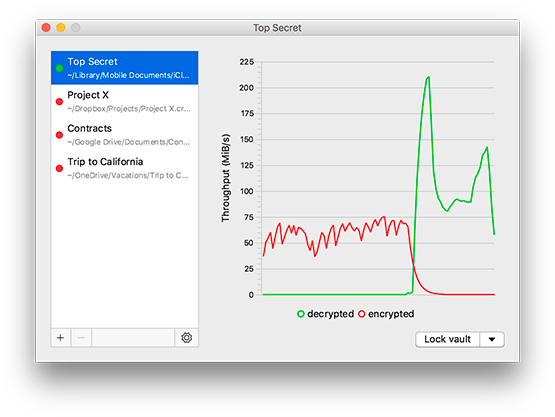 Top Secret
Top Secret
~/Library/Mobile Documents/iCl...
Project X
~/Dropbox/Projects/Project X.cr...
Contracts
~/Google Drive/Documents/Con...
Trip to California
~/OneDrive/Vacations/Trip to C...
+ −
Throughput (MiB/s)
225
200
175
150
125
100
75
50
25
0
decrypted encrypted
Lock vault